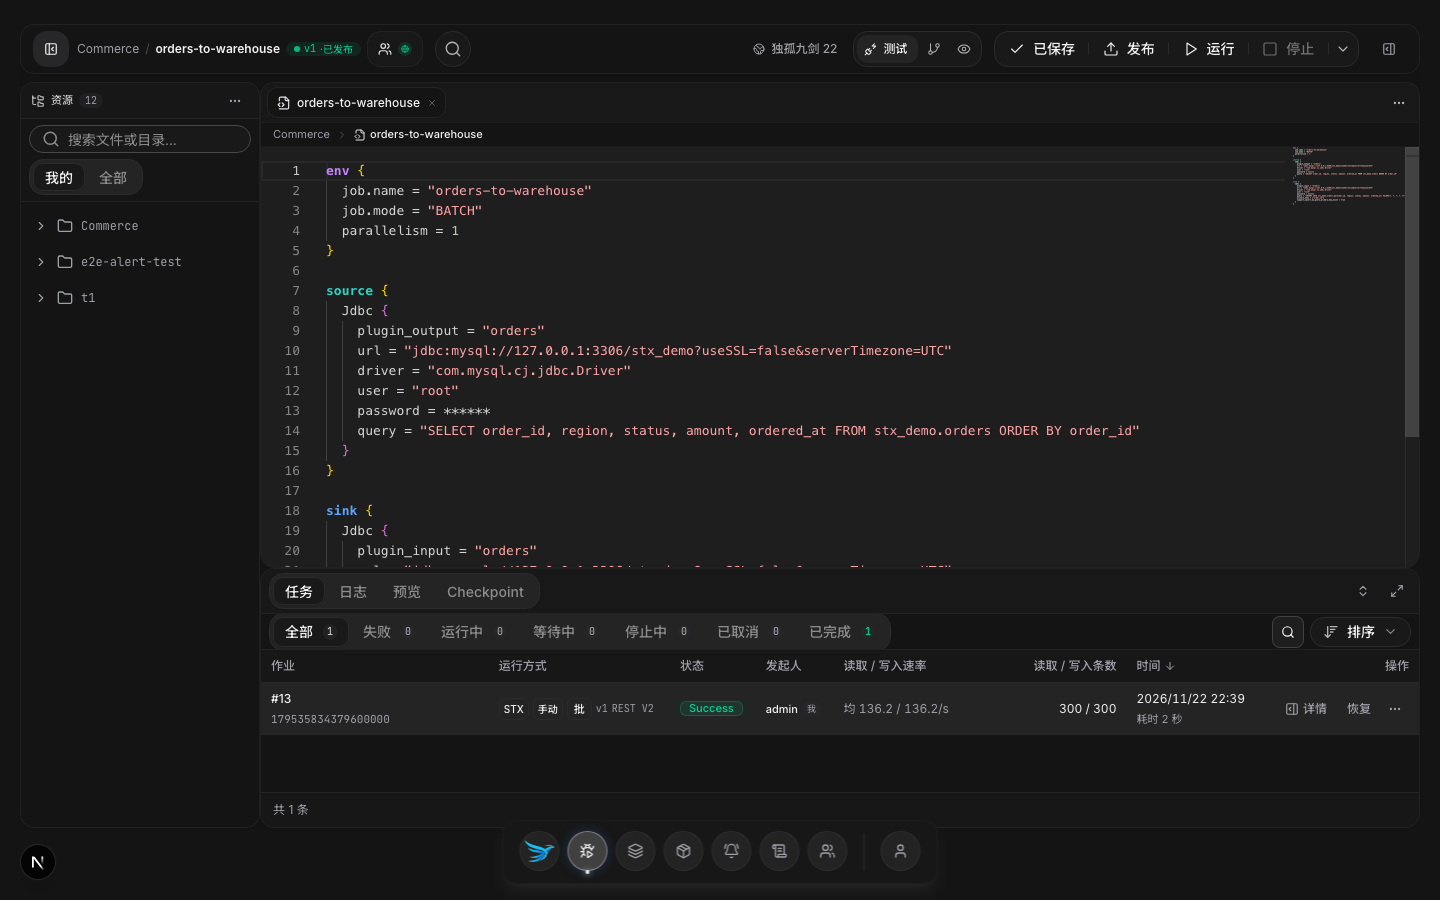 Commerce / orders-to-warehouse v1 ·已发布
独孤九剑 22 测试 已保存 发布 运行 停止
资源 12
搜索文件或目录...
我的 全部
Commerce
e2e-alert-test
t1
orders-to-warehouse ×
Commerce > orders-to-warehouse
1 env {
2 job.name = "orders-to-warehouse"
3 job.mode = "BATCH"
4 parallelism = 1
5 }
6
7 source {
8 Jdbc {
9 plugin_output = "orders"
10 url = "jdbc:mysql://127.0.0.1:3306/stx_demo?useSSL=false&serverTimezone=UTC"
11 driver = "com.mysql.cj.jdbc.Driver"
12 user = "root"
13 password = ******
14 query = "SELECT order_id, region, status, amount, ordered_at FROM stx_demo.orders ORDER BY order_id"
15 }
16 }
17
18 sink {
19 Jdbc {
20 plugin_input = "orders"
任务 日志 预览 Checkpoint
全部 1 失败 0 运行中 0 等待中 0 停止中 0 已取消 0 已完成 1 排序
作业 运行方式 状态 发起人 读取 / 写入速率 读取 / 写入条数 时间 ↓ 操作
#13 STX 手动 批 v1 REST V2 Success admin 我 均 136.2 / 136.2/s 300 / 300 2026/11/22 22:39 详情 恢复 ...
179535834379600000 耗时 2 秒
共 1 条
N